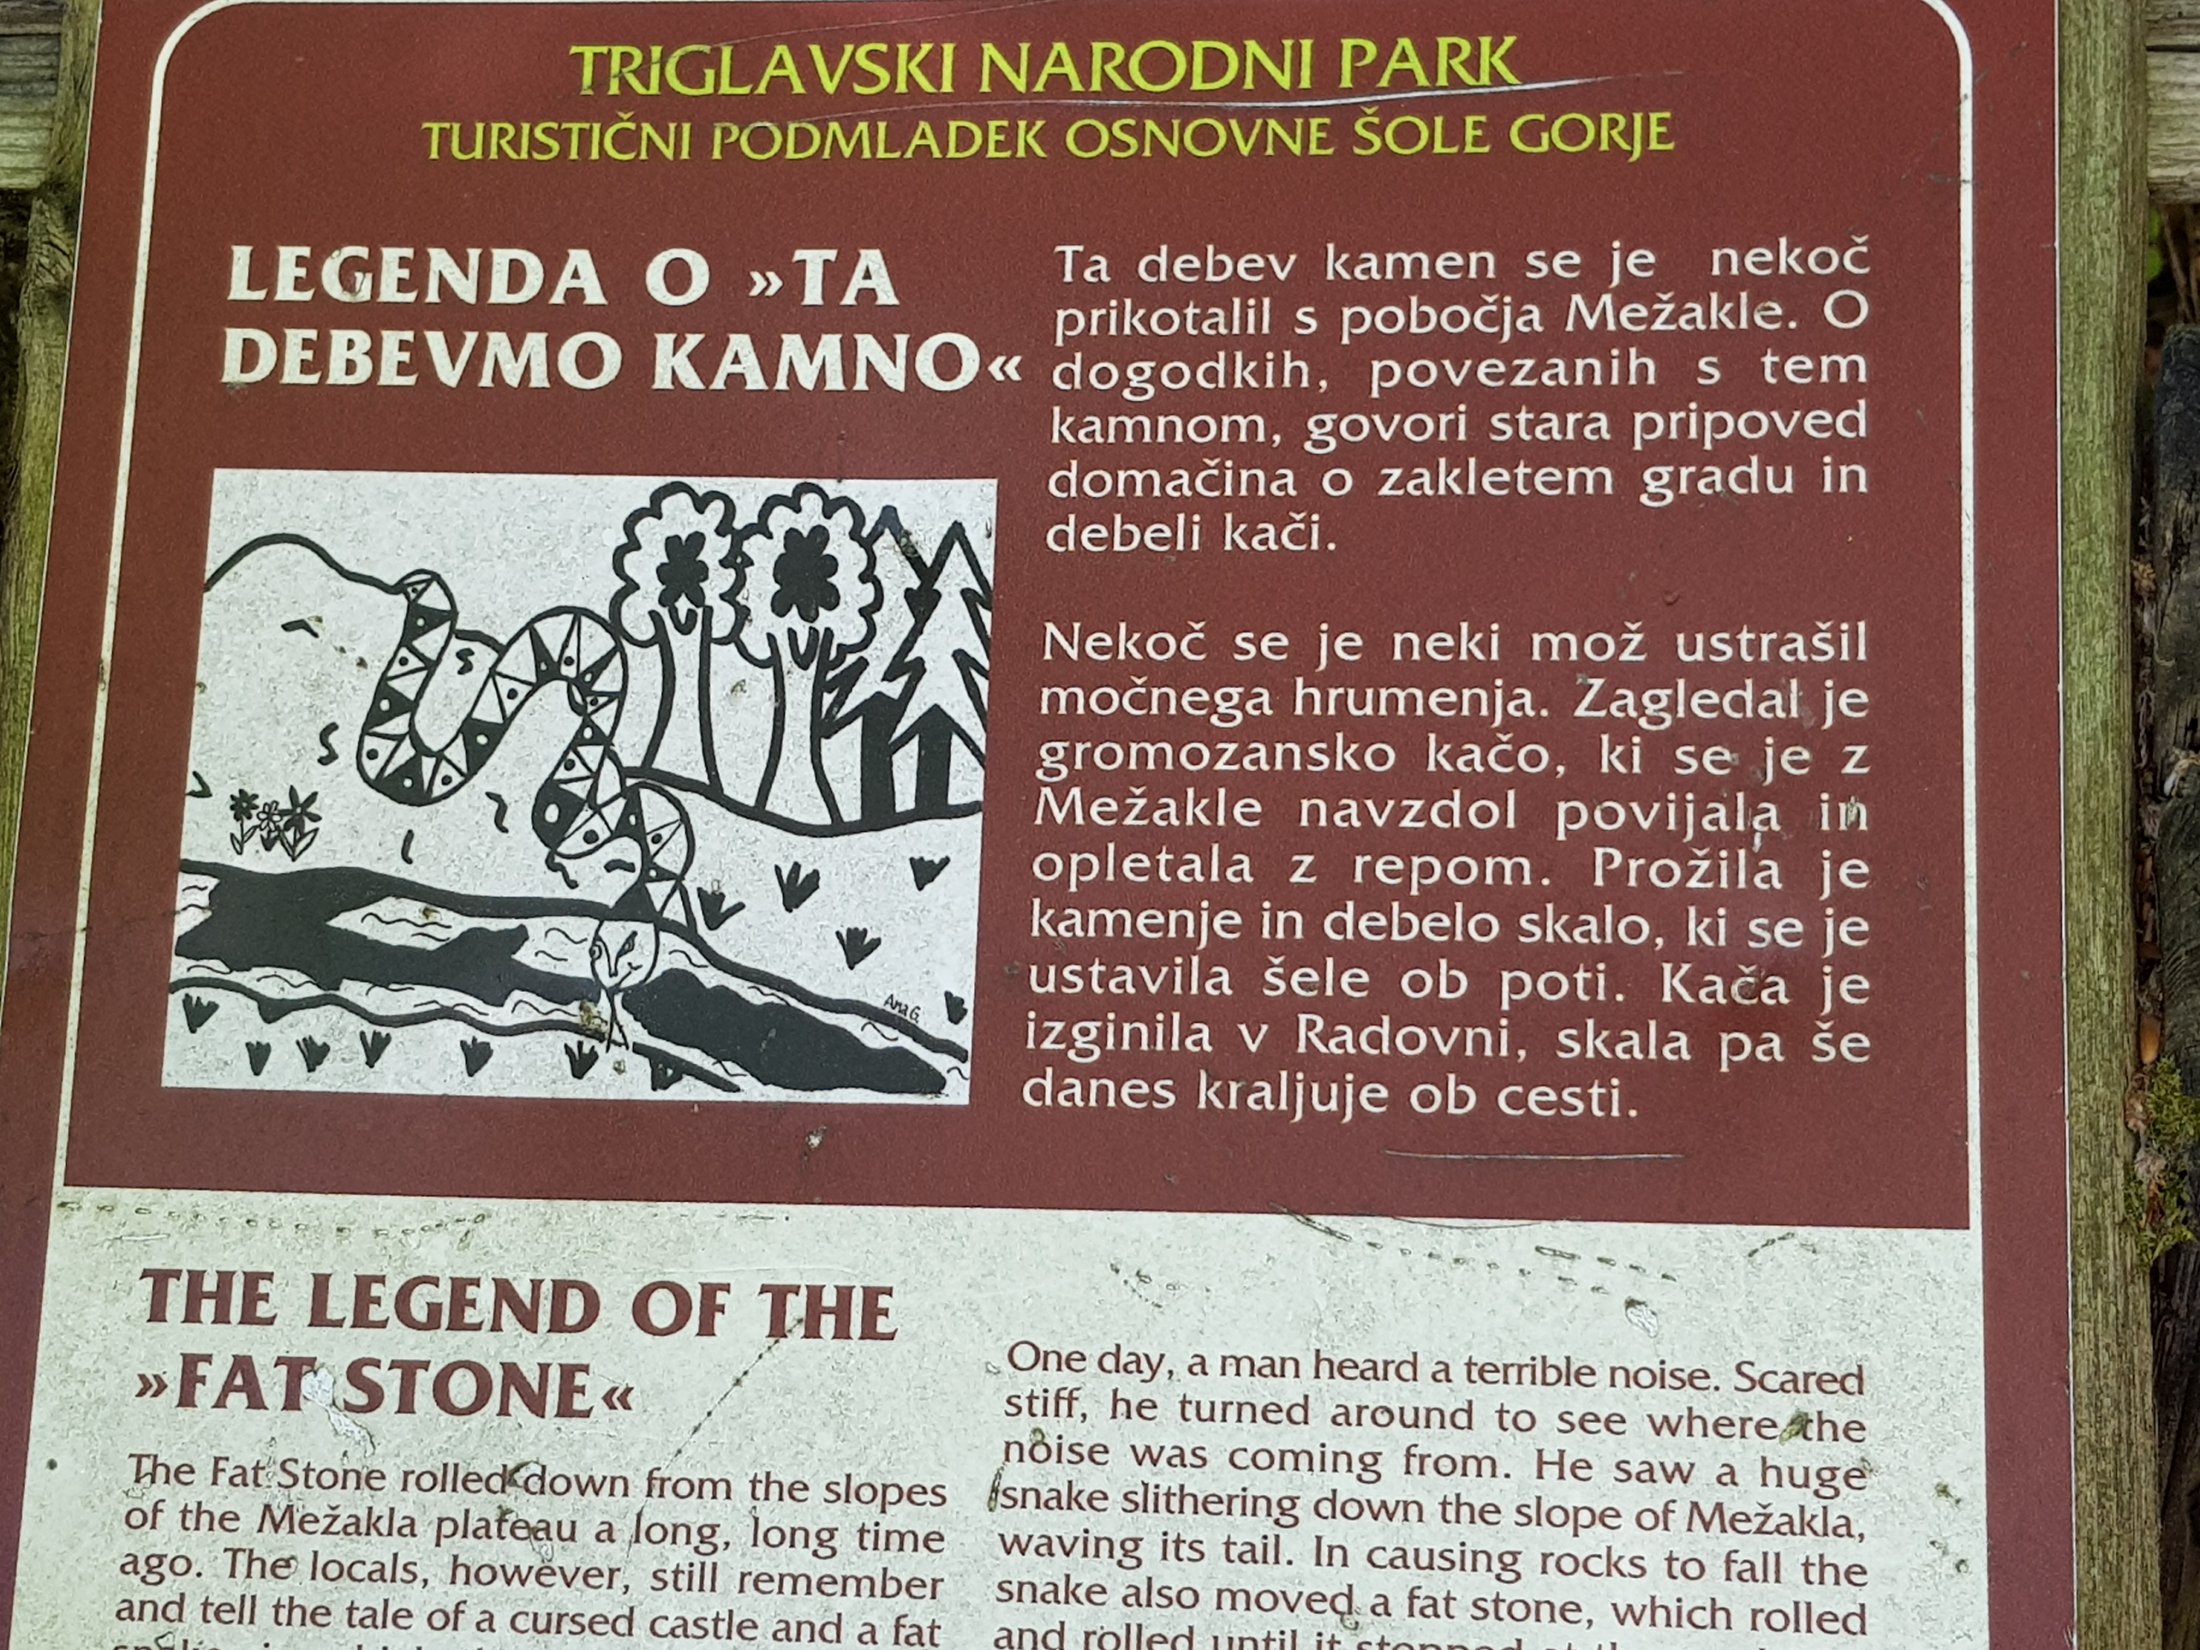 TRIGLAVSKI NARODNI PARK
TURISTIČNI PODMLADEK OSNOVNE ŠOLE GORJE
LEGENDA O »TA
DEBEVMO KAMNO«
Ta debev kamen se je nekoč
prikotalil s pobočja Mežakle. O
dogodkih, povezanih s tem
kamnom, govori stara pripoved
domačina o zakletem gradu in
debeli kači.
Nekoč se je neki mož ustrašil
močnega hrumenja. Zagledal je
gromozansko kačo, ki se je z
Mežakle navzdol povijala in
opletala z repom. Prožila je
kamenje in debelo skalo, ki se je
ustavila šele ob poti. Kača je
izginila v Radovni, skala pa še
danes kraljuje ob cesti.
Ana G.
THE LEGEND OF THE
»FAT STONE«
The Fat Stone rolled down from the slopes
of the Mežakla plateau a long, long time
ago. The locals, however, still remember
and tell the tale of a cursed castle and a fat
One day, a man heard a terrible noise. Scared
stiff, he turned around to see where the
noise was coming from. He saw a huge
snake slithering down the slope of Mežakla,
waving its tail. In causing rocks to fall the
snake also moved a fat stone, which rolled
and rolled until it stopped